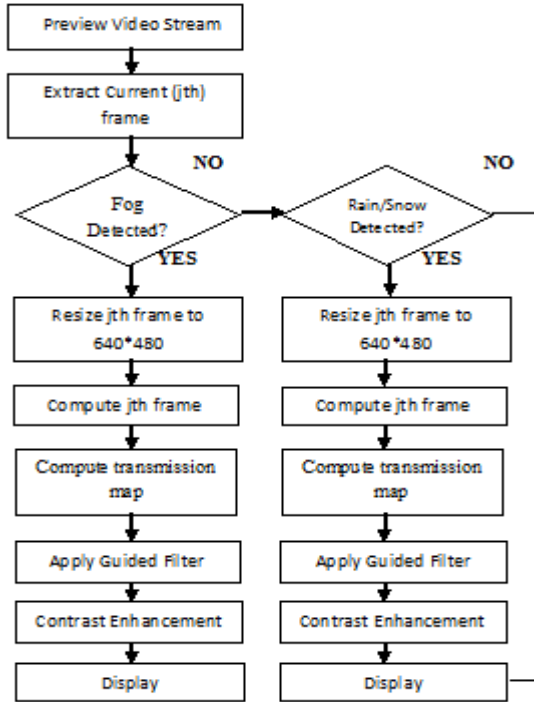 Preview Video Stream
Extract Current (jth)
frame
NO
Fog
Detected?
YES
Resize jth frame to
640*480
Compute jth frame
Compute transmission
map
Apply Guided Filter
Contrast Enhancement
Display
NO
Rain/Snow
Detected?
YES
Resize jth frame to
640*480
Compute jth frame
Compute transmission
map
Apply Guided Filter
Contrast Enhancement
Display